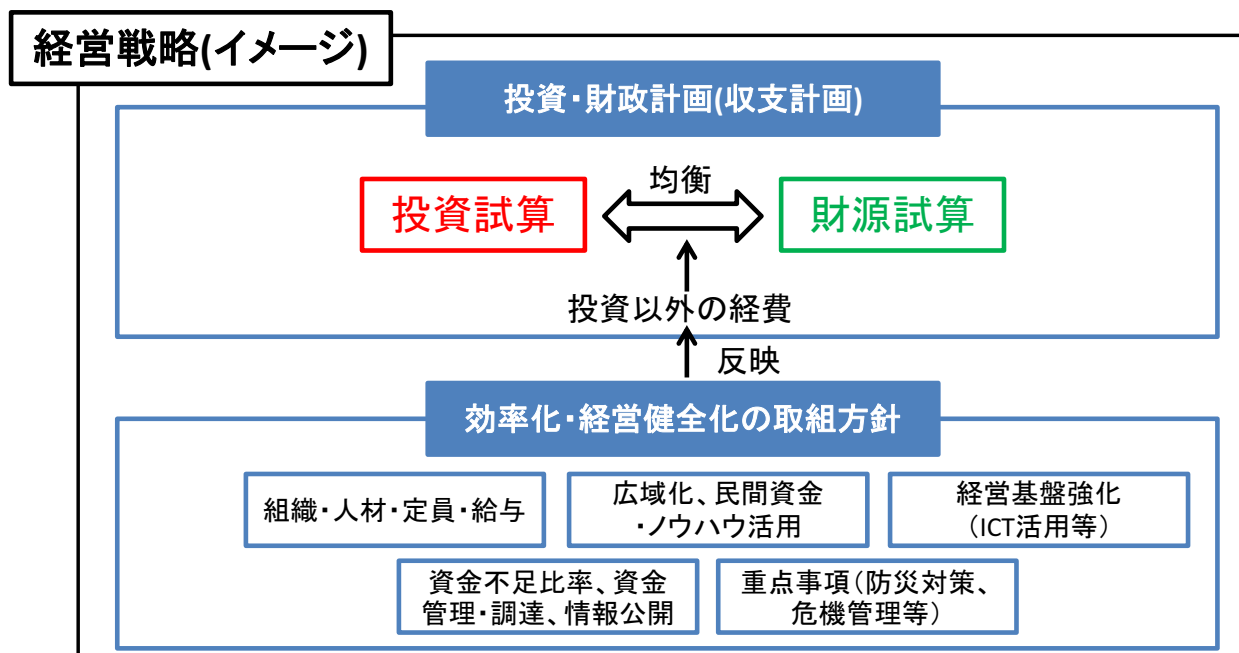 経営戦略(イメージ)
投資・財政計画(収支計画)
均衡
投資試算
財源試算
投資以外の経費
反映
効率化・経営健全化の取組方針
組織・人材・定員・給与
広域化、民間資金
・ノウハウ活用
経営基盤強化
（ICT活用等）
資金不足比率、資金
管理・調達、情報公開
重点事項（防災対策、
危機管理等）